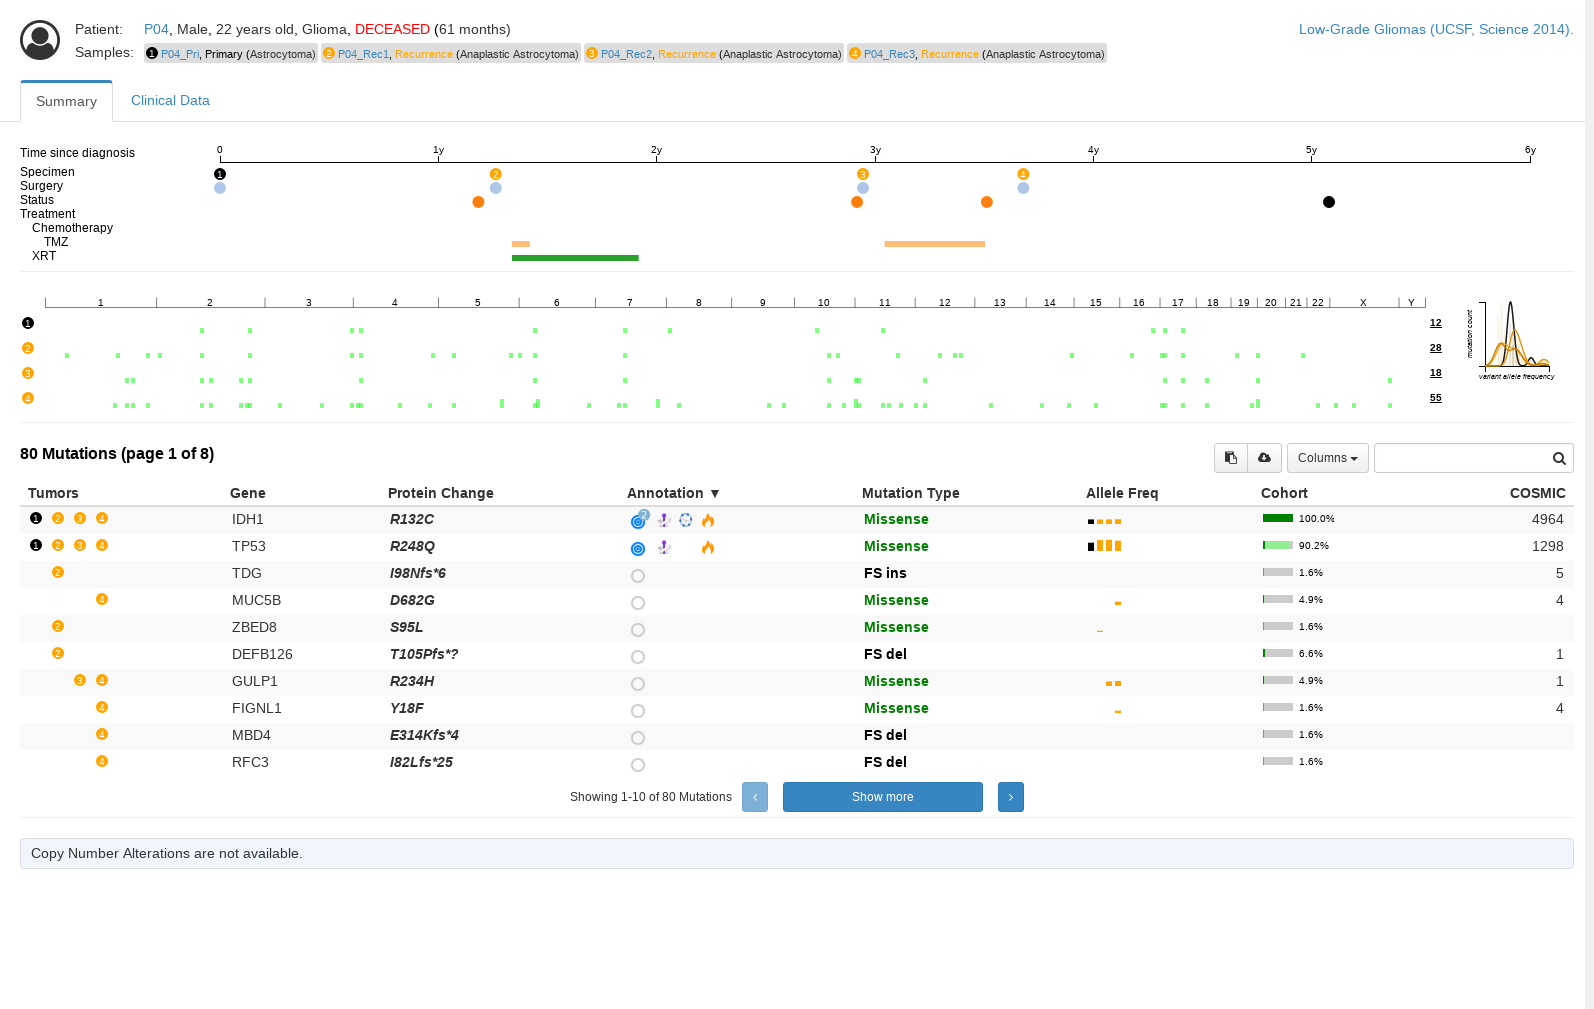 Patient: P04, Male, 22 years old, Glioma, DECEASED (61 months) Low-Grade Gliomas (UCSF, Science 2014).
Samples: 1 P04_Pri, Primary (Astrocytoma) 2 P04_Rec1, Recurrence (Anaplastic Astrocytoma) 3 P04_Rec2, Recurrence (Anaplastic Astrocytoma) 4 P04_Rec3, Recurrence (Anaplastic Astrocytoma)
Summary Clinical Data
Time since diagnosis 0 1y 2y 3y 4y 5y 6y
Specimen 1 2 3 4
Surgery
Status
Treatment
Chemotherapy
TMZ
XRT
1 2 3 4 5 6 7 8 9 10 11 12 13 14 15 16 17 18 19 20 21 22 X Y
1 12
2 28
3 18
4 55
mutation count
variant allele frequency
80 Mutations (page 1 of 8) Columns
Tumors Gene Protein Change Annotation ▼ Mutation Type Allele Freq Cohort COSMIC
1 2 3 4 IDH1 R132C 2 Missense 100.0% 4964
1 2 3 4 TP53 R248Q Missense 90.2% 1298
2 TDG I98Nfs*6 FS ins 1.6% 5
4 MUC5B D682G Missense 4.9% 4
2 ZBED8 S95L Missense 1.6%
2 DEFB126 T105Pfs*? FS del 6.6% 1
3 4 GULP1 R234H Missense 4.9% 1
4 FIGNL1 Y18F Missense 1.6% 4
4 MBD4 E314Kfs*4 FS del 1.6%
4 RFC3 I82Lfs*25 FS del 1.6%
Showing 1-10 of 80 Mutations ‹ Show more ›
Copy Number Alterations are not available.